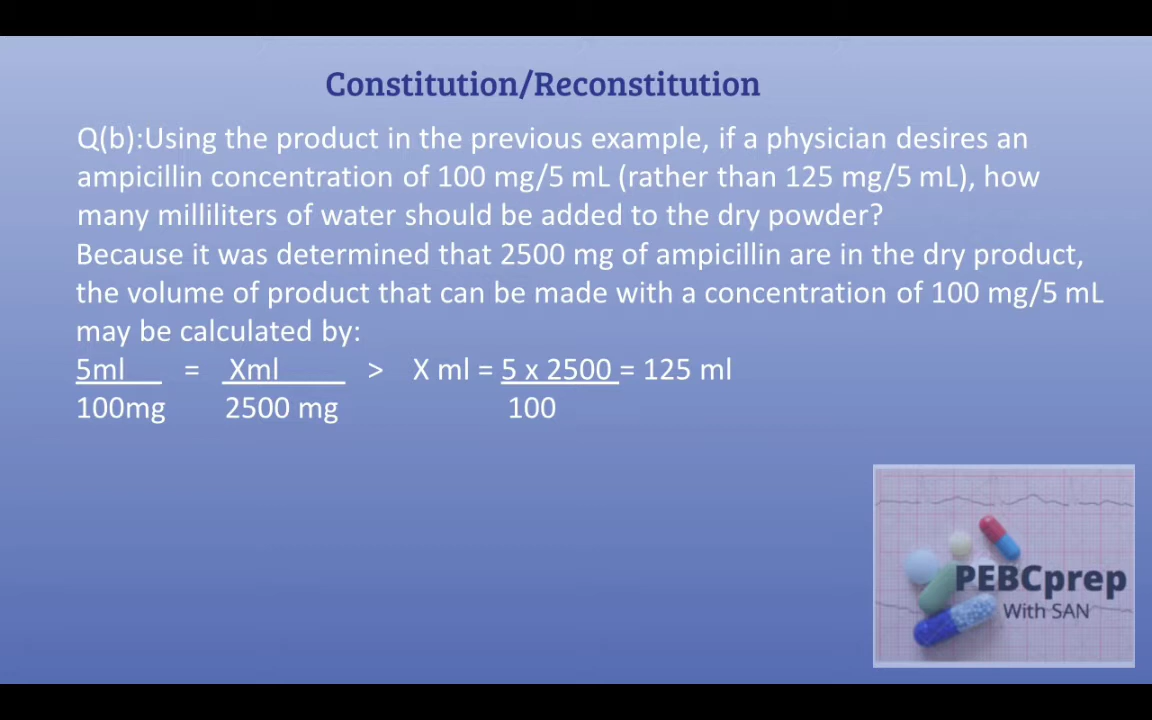 Constitution/Reconstitution
Q(b):Using the product in the previous example, if a physician desires an
ampicillin concentration of 100 mg/5 mL (rather than 125 mg/5 mL), how
many milliliters of water should be added to the dry powder?
Because it was determined that 2500 mg of ampicillin are in the dry product,
the volume of product that can be made with a concentration of 100 mg/5 mL
may be calculated by:
5ml = Xml > X ml = 5 x 2500 = 125 ml
100mg 2500 mg 100
PEBCprep
With SAN